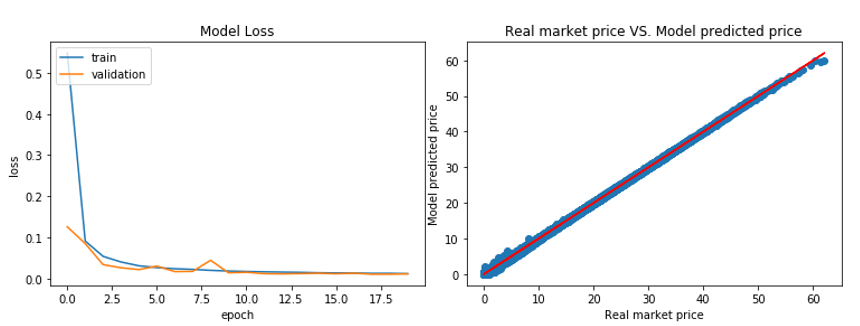 Model Loss
train
validation
0.5
0.4
0.3
0.2
0.1
0.0
loss
0.0 2.5 5.0 7.5 10.0 12.5 15.0 17.5
epoch
Real market price VS. Model predicted price
60
50
40
30
20
10
0
Model predicted price
0 10 20 30 40 50 60
Real market price